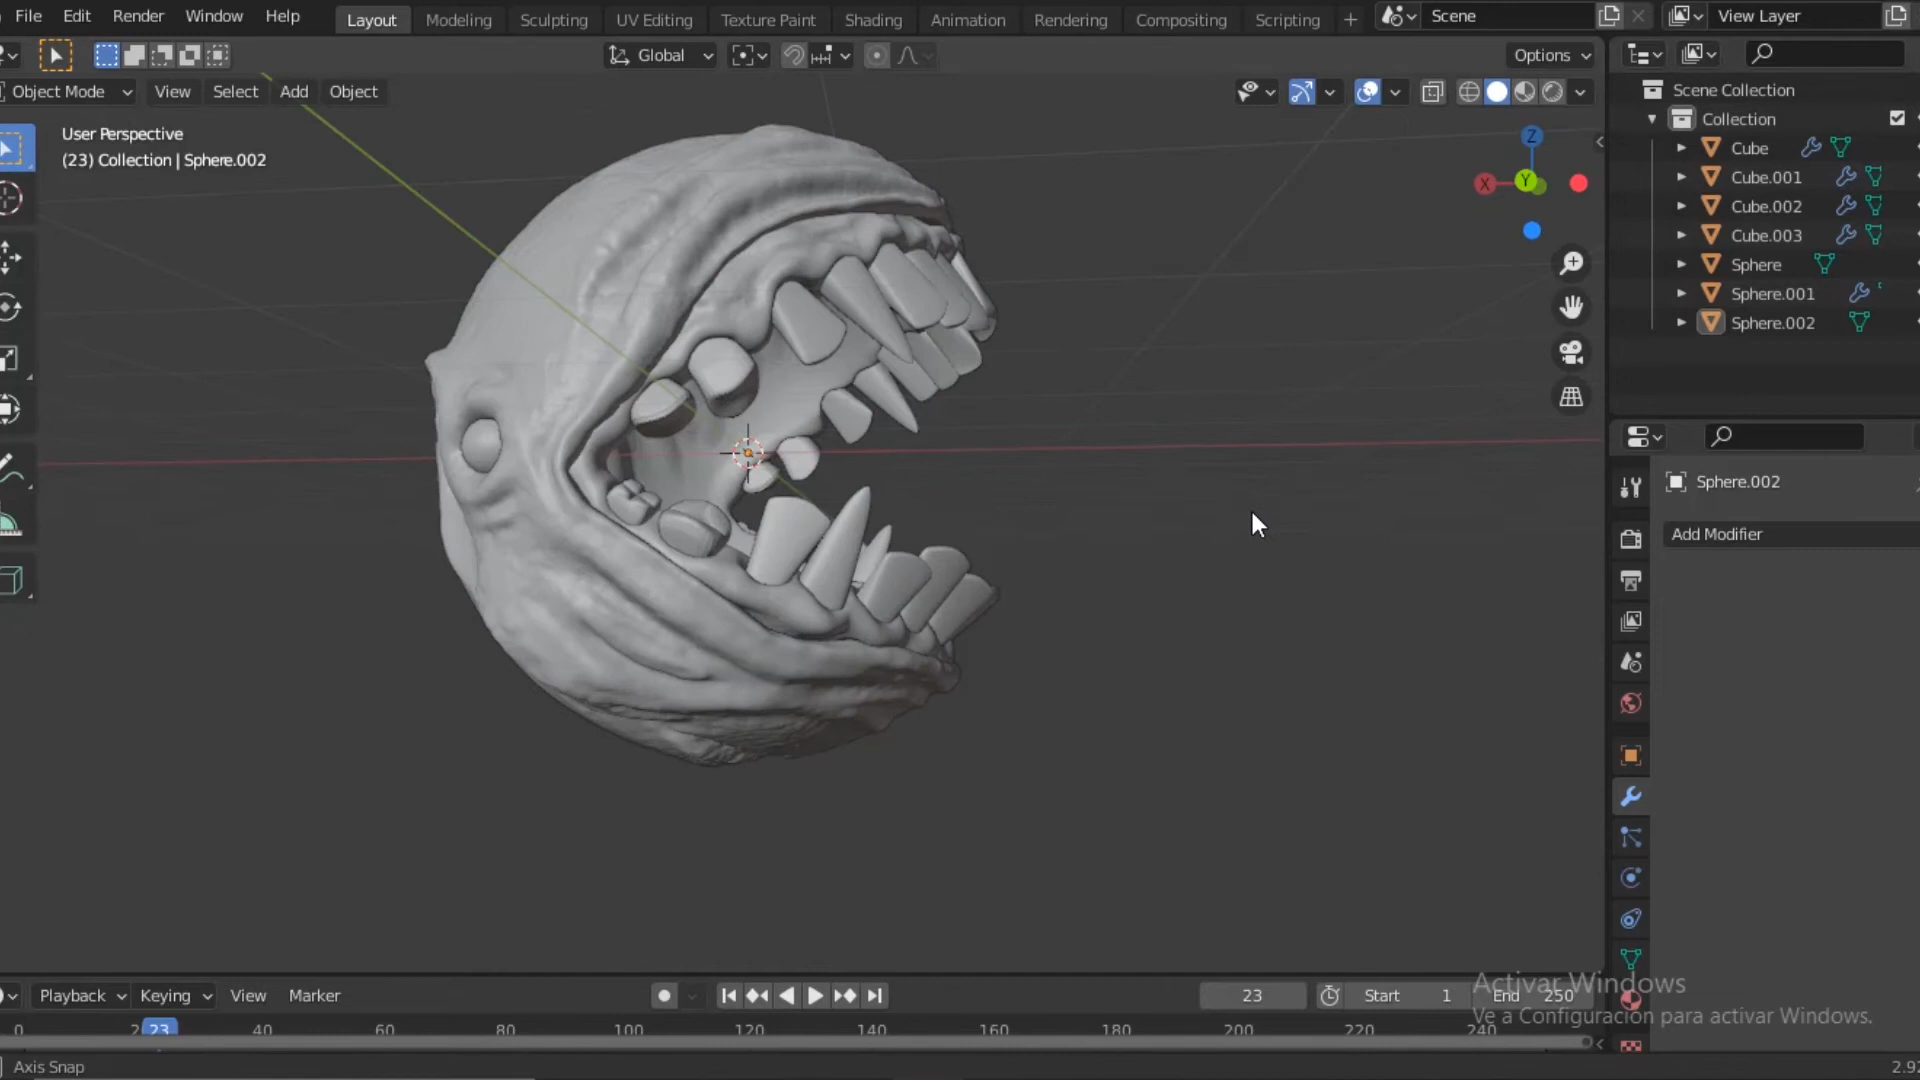 File Edit Render Window Help Layout Modeling Sculpting UV Editing Texture Paint Shading Animation Rendering Compositing Scripting + Scene View Layer
Global Options
Object Mode View Select Add Object
User Perspective
(23) Collection | Sphere.002
Z
X Y
Scene Collection
Collection
Cube
Cube.001
Cube.002
Cube.003
Sphere
Sphere.001
Sphere.002
Sphere.002
Add Modifier
Activar Windows
Ve a Configuración para activar Windows.
Playback Keying View Marker 23 Start 1 End 250
0 23 40 60 80 100 120 140 160 180 200 220 240
Axis Snap